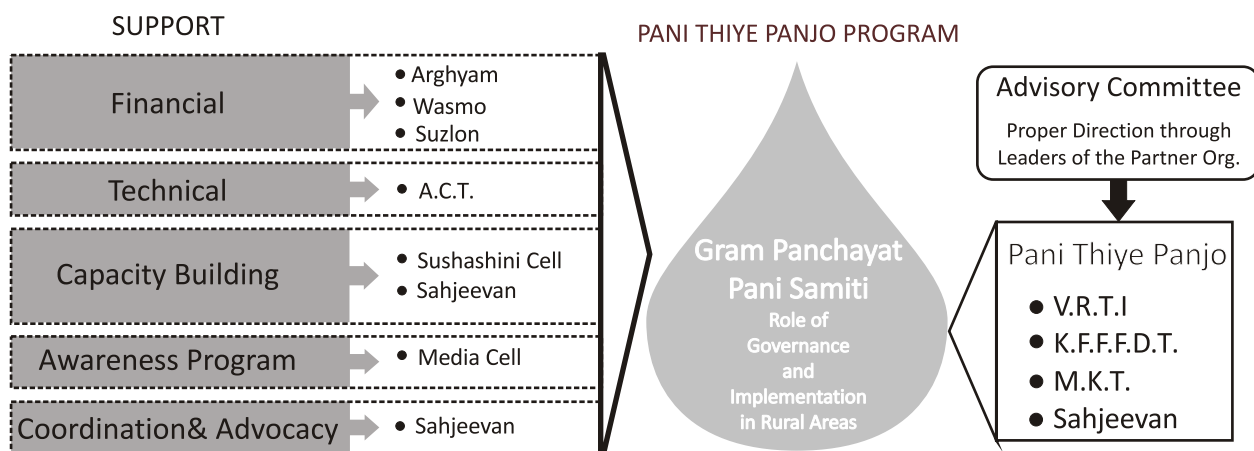 SUPPORT
Financial
• Arghyam
• Wasmo
• Suzlon
Technical
• A.C.T.
Capacity Building
• Sushashini Cell
• Sahjeevan
Awareness Program
• Media Cell
Coordination& Advocacy
• Sahjeevan
PANI THIYE PANJO PROGRAM
Gram Panchayat
Pani Samiti
Role of
Governance
and
Implementation
in Rural Areas
Advisory Committee
Proper Direction through
Leaders of the Partner Org.
Pani Thiye Panjo
• V.R.T.I
• K.F.F.F.D.T.
• M.K.T.
• Sahjeevan